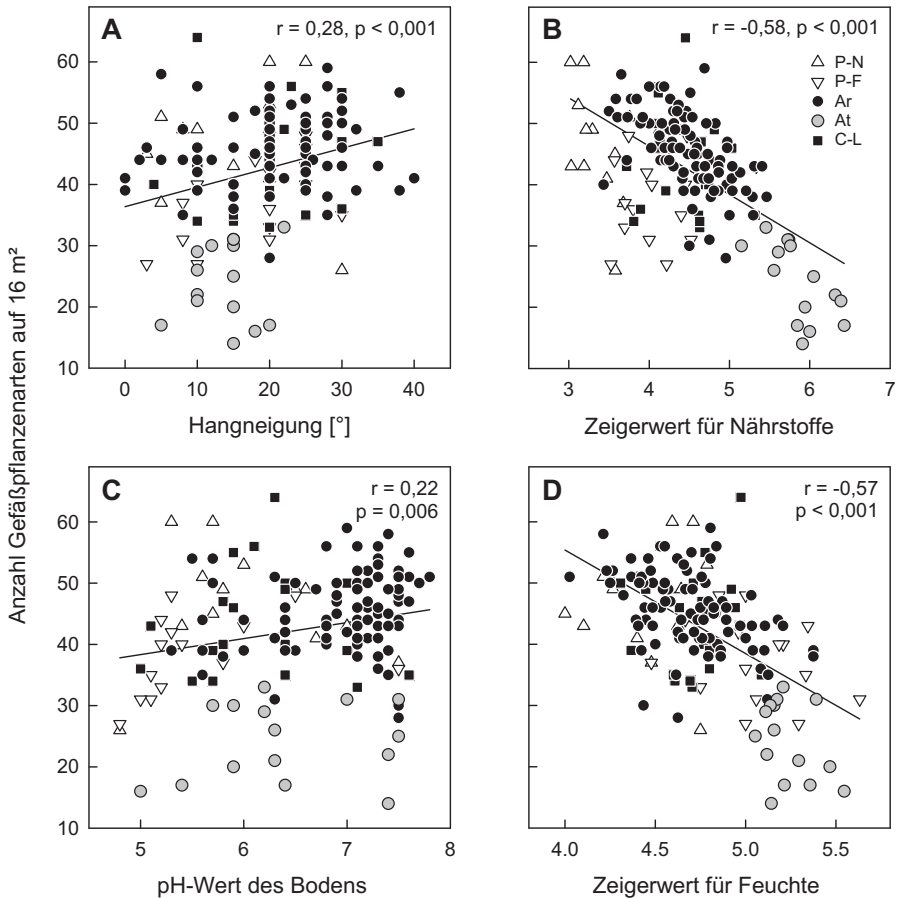 Anzahl Gefäßpflanzenarten auf 16 m²
A
r = 0,28, p < 0,001
60
50
40
30
20
10
0
10
20
30
40
Hangneigung [°]
B
r = -0,58, p < 0,001
P-N
P-F
Ar
At
C-L
3
4
5
6
7
Zeigerwert für Nährstoffe
C
r = 0,22
p = 0,006
60
50
40
30
20
10
5
6
7
8
pH-Wert des Bodens
D
r = -0,57
p < 0,001
4.0
4.5
5.0
5.5
Zeigerwert für Feuchte